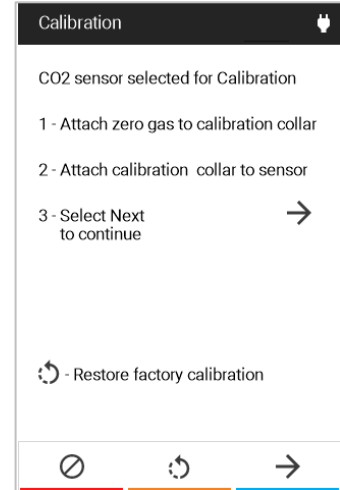 Calibration
CO2 sensor selected for Calibration
1 - Attach zero gas to calibration collar
2 - Attach calibration collar to sensor
3 - Select Next
to continue
- Restore factory calibration